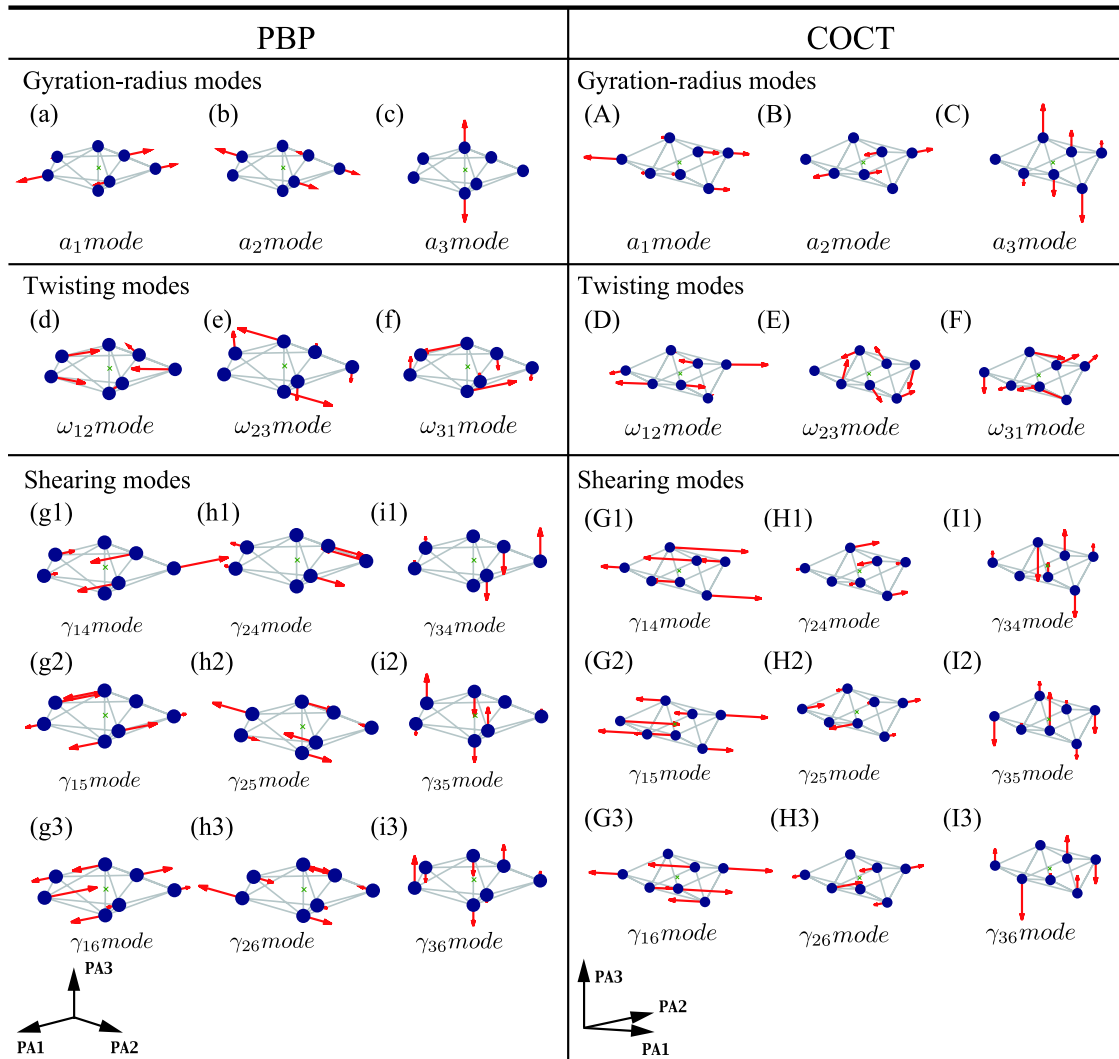 PBP
COCT
Gyration-radius modes
Gyration-radius modes
(a) (b) (c)
(A) (B) (C)
a₁mode a₂mode a₃mode
a₁mode a₂mode a₃mode
Twisting modes
Twisting modes
(d) (e) (f)
(D) (E) (F)
ω₁₂mode ω₂₃mode ω₃₁mode
ω₁₂mode ω₂₃mode ω₃₁mode
Shearing modes
Shearing modes
(g1) (h1) (i1)
(G1) (H1) (I1)
γ₁₄mode γ₂₄mode γ₃₄mode
γ₁₄mode γ₂₄mode γ₃₄mode
(g2) (h2) (i2)
(G2) (H2) (I2)
γ₁₅mode γ₂₅mode γ₃₅mode
γ₁₅mode γ₂₅mode γ₃₅mode
(g3) (h3) (i3)
(G3) (H3) (I3)
γ₁₆mode γ₂₆mode γ₃₆mode
γ₁₆mode γ₂₆mode γ₃₆mode
PA3
PA1 PA2
PA3
PA2
PA1